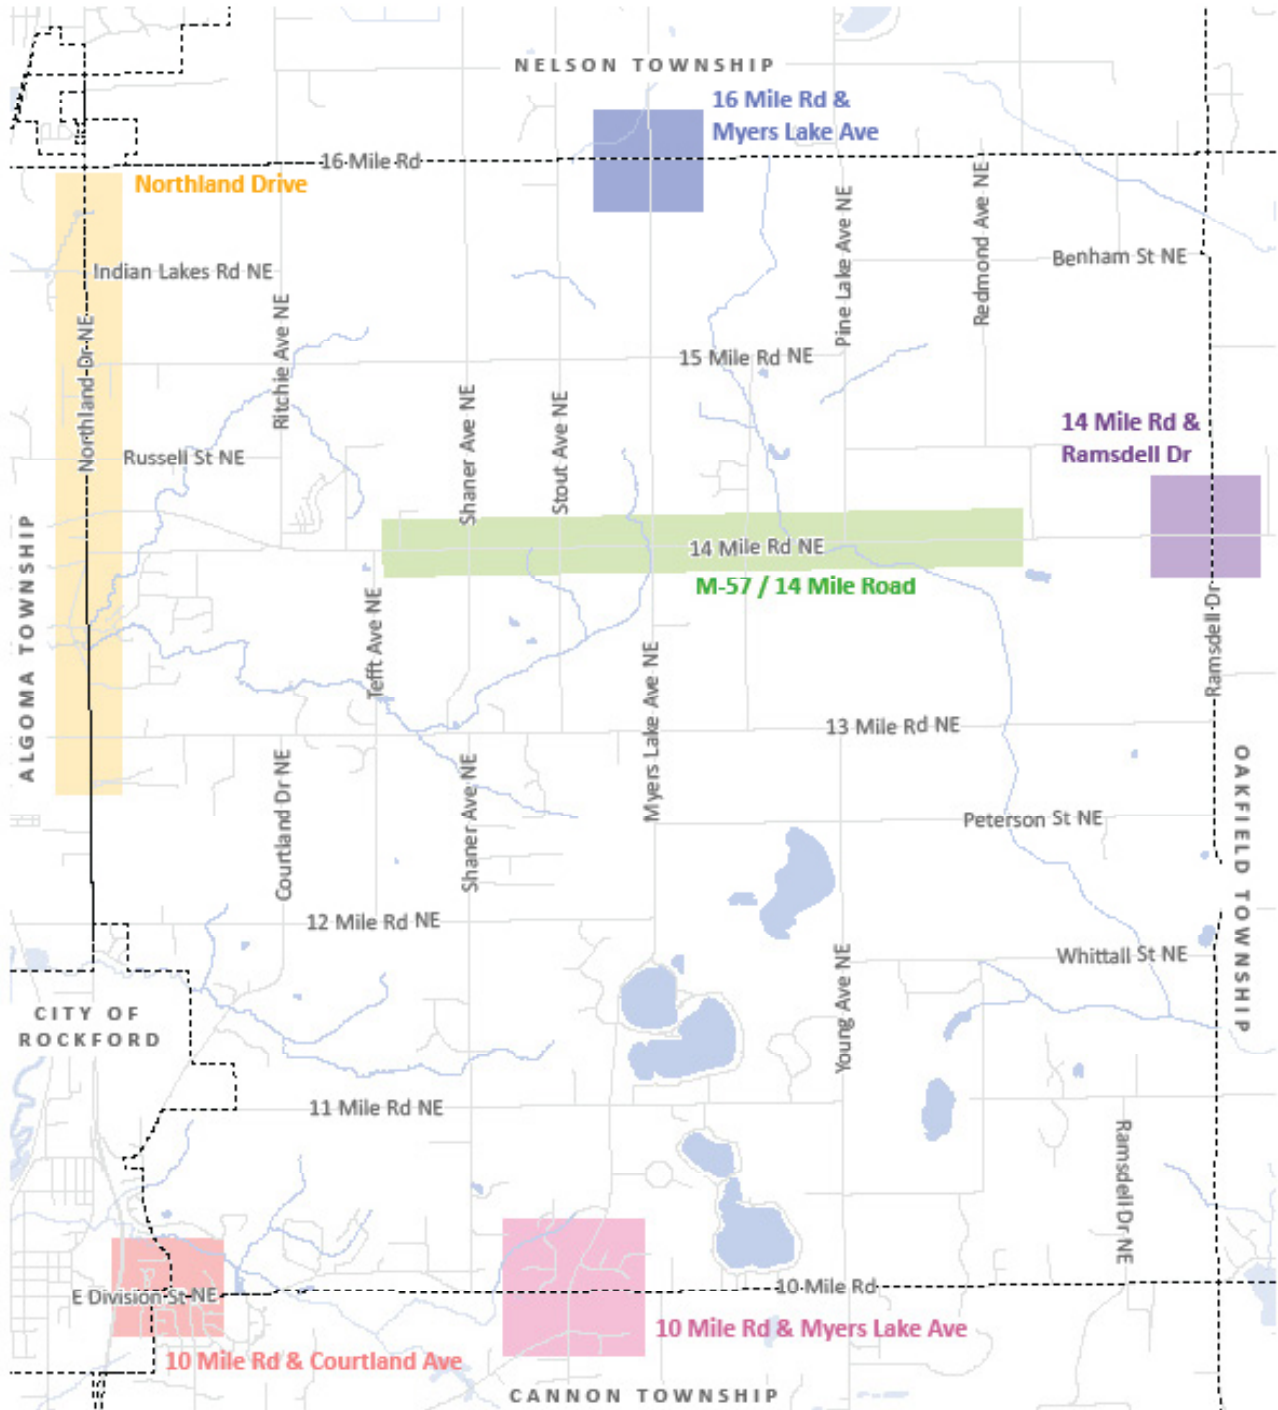 NELSON TOWNSHIP
16 Mile Rd &
Myers Lake Ave
16 Mile Rd
Northland Drive
Pine Lake Ave NE
Redmond Ave NE
Benham St NE
Indian Lakes Rd NE
Ritchie Ave NE
Northland Dr NE
15 Mile Rd NE
Shaner Ave NE
Stout Ave NE
14 Mile Rd &
Ramsdell Dr
Russell St NE
14 Mile Rd NE
M-57 / 14 Mile Road
ALGOMA TOWNSHIP
Tefft Ave NE
Ramsdell Dr
Myers Lake Ave NE
13 Mile Rd NE
Courtland Dr NE
Shaner Ave NE
OAKFIELD TOWNSHIP
Peterson St NE
12 Mile Rd NE
Whittall St NE
Young Ave NE
CITY OF
ROCKFORD
11 Mile Rd NE
Ramsdell Dr NE
E Division St NE
10 Mile Rd
10 Mile Rd & Myers Lake Ave
10 Mile Rd & Courtland Ave
CANNON TOWNSHIP